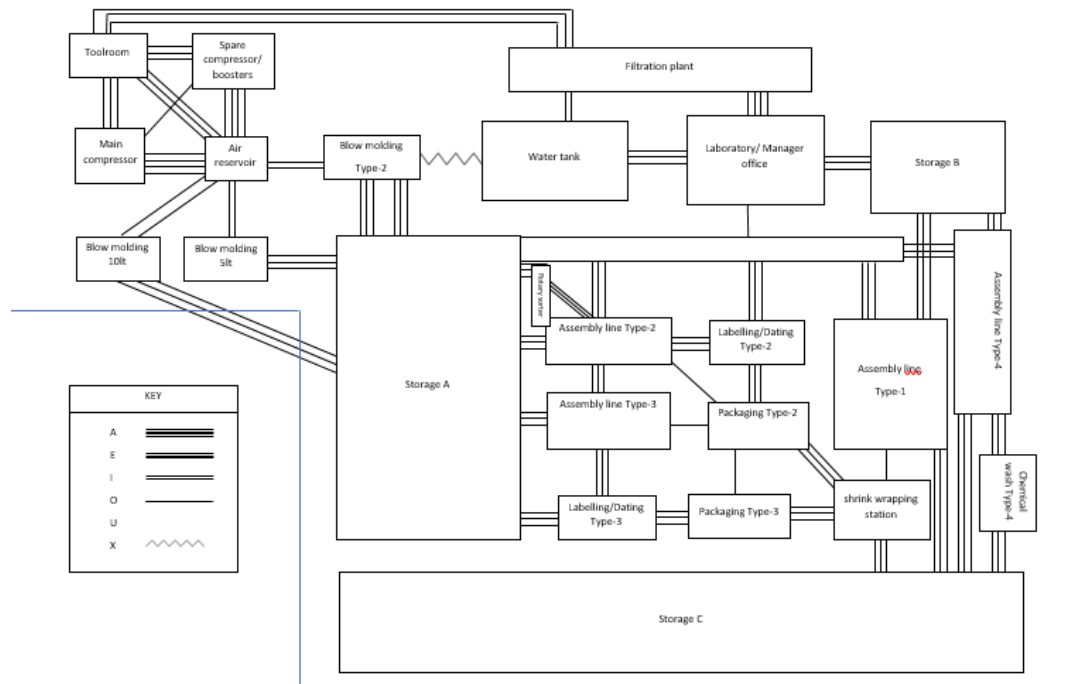 Toolroom
Spare
compressor/
boosters
Filtration plant
Main
compressor
Air
reservoir
Blow molding
Type-2
Water tank
Laboratory/ Manager
office
Storage B
Blow molding
10lt
Blow molding
5lt
Rotary sorter
Assembly line Type-2
Labelling/Dating
Type-2
Assembly line
Type-1
Assembly line Type-4
Storage A
Assembly line Type-3
Packaging Type-2
KEY
A
E
I
O
U
X
Labelling/Dating
Type-3
Packaging Type-3
shrink wrapping
station
Chemical
wash Type-4
Storage C